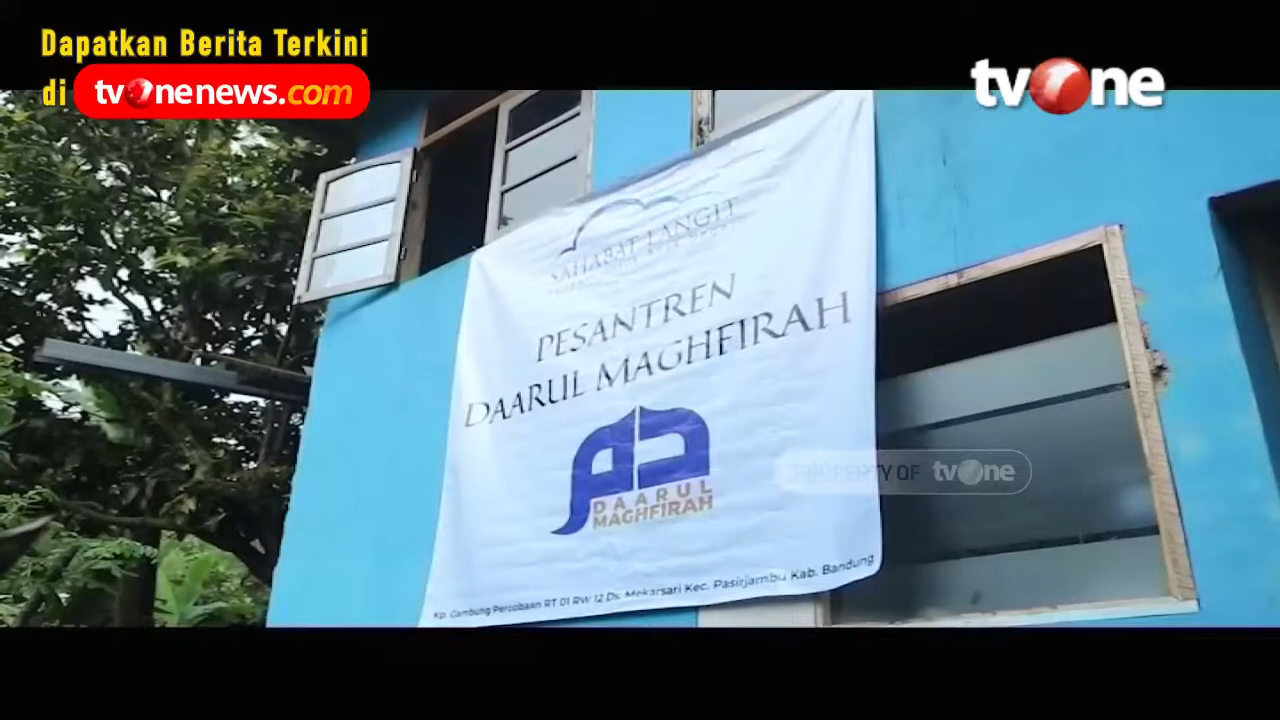 Dapatkan Berita Terkini
di tvOnenews.com
tvOne
SAHABAT LANGIT
PESANTREN
DAARUL MAGHFIRAH
DAARUL
MAGHFIRAH
PROPERTY OF tvOne
Kp. Gambung Percobaan RT 01 RW 12 Ds. Mekarsari Kec. Pasirjambu Kab. Bandung